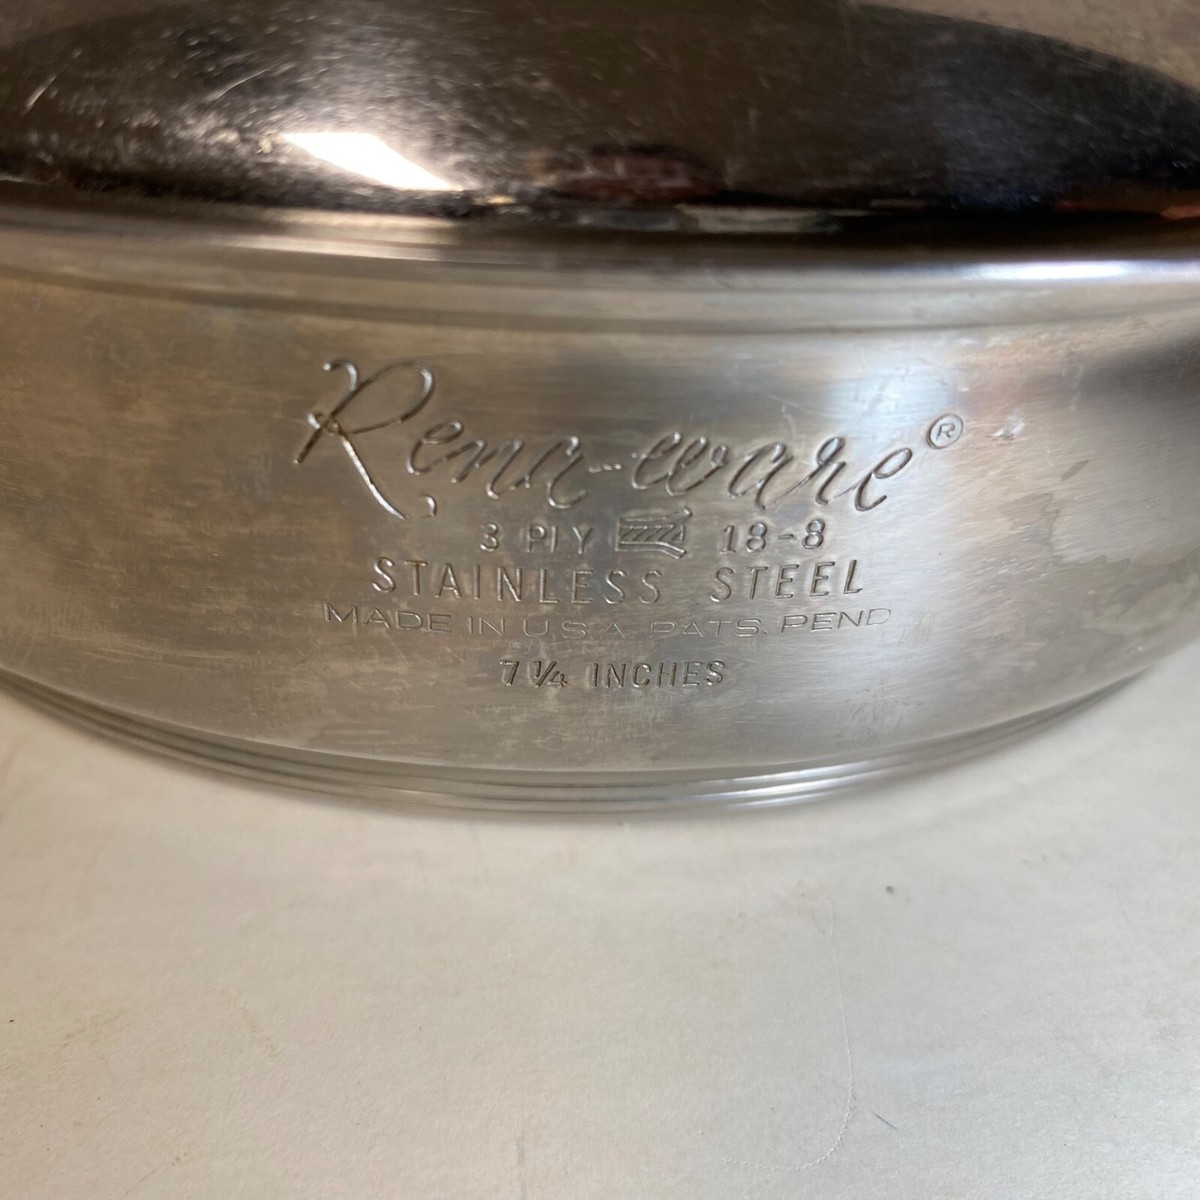 Rena-ware®
3 PLY 18-8
STAINLESS STEEL
MADE IN U.S.A. PATS. PEND
7 1/4 INCHES